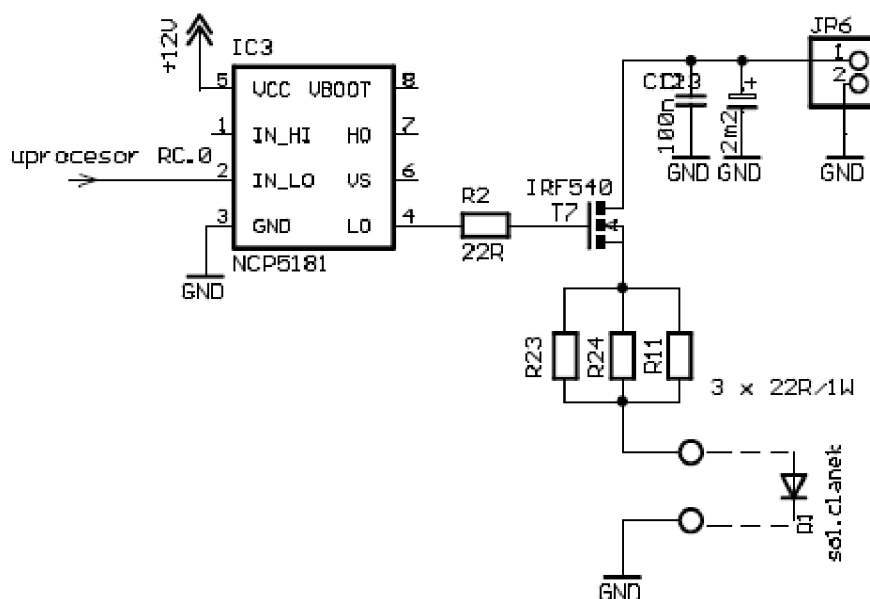 +12V
IC3
JP6
5 VCC VBOOT 8
1 IN_HI HO 7
uprocesor RC.0
2 IN_LO VS 6
3 GND LO 4
NCP5181
GND
R2
22R
IRF540
T7
100n
2m2
+
1
2
GND
GND
GND
R23
R24
R11
3 x 22R/1W
sol.clanek
GND